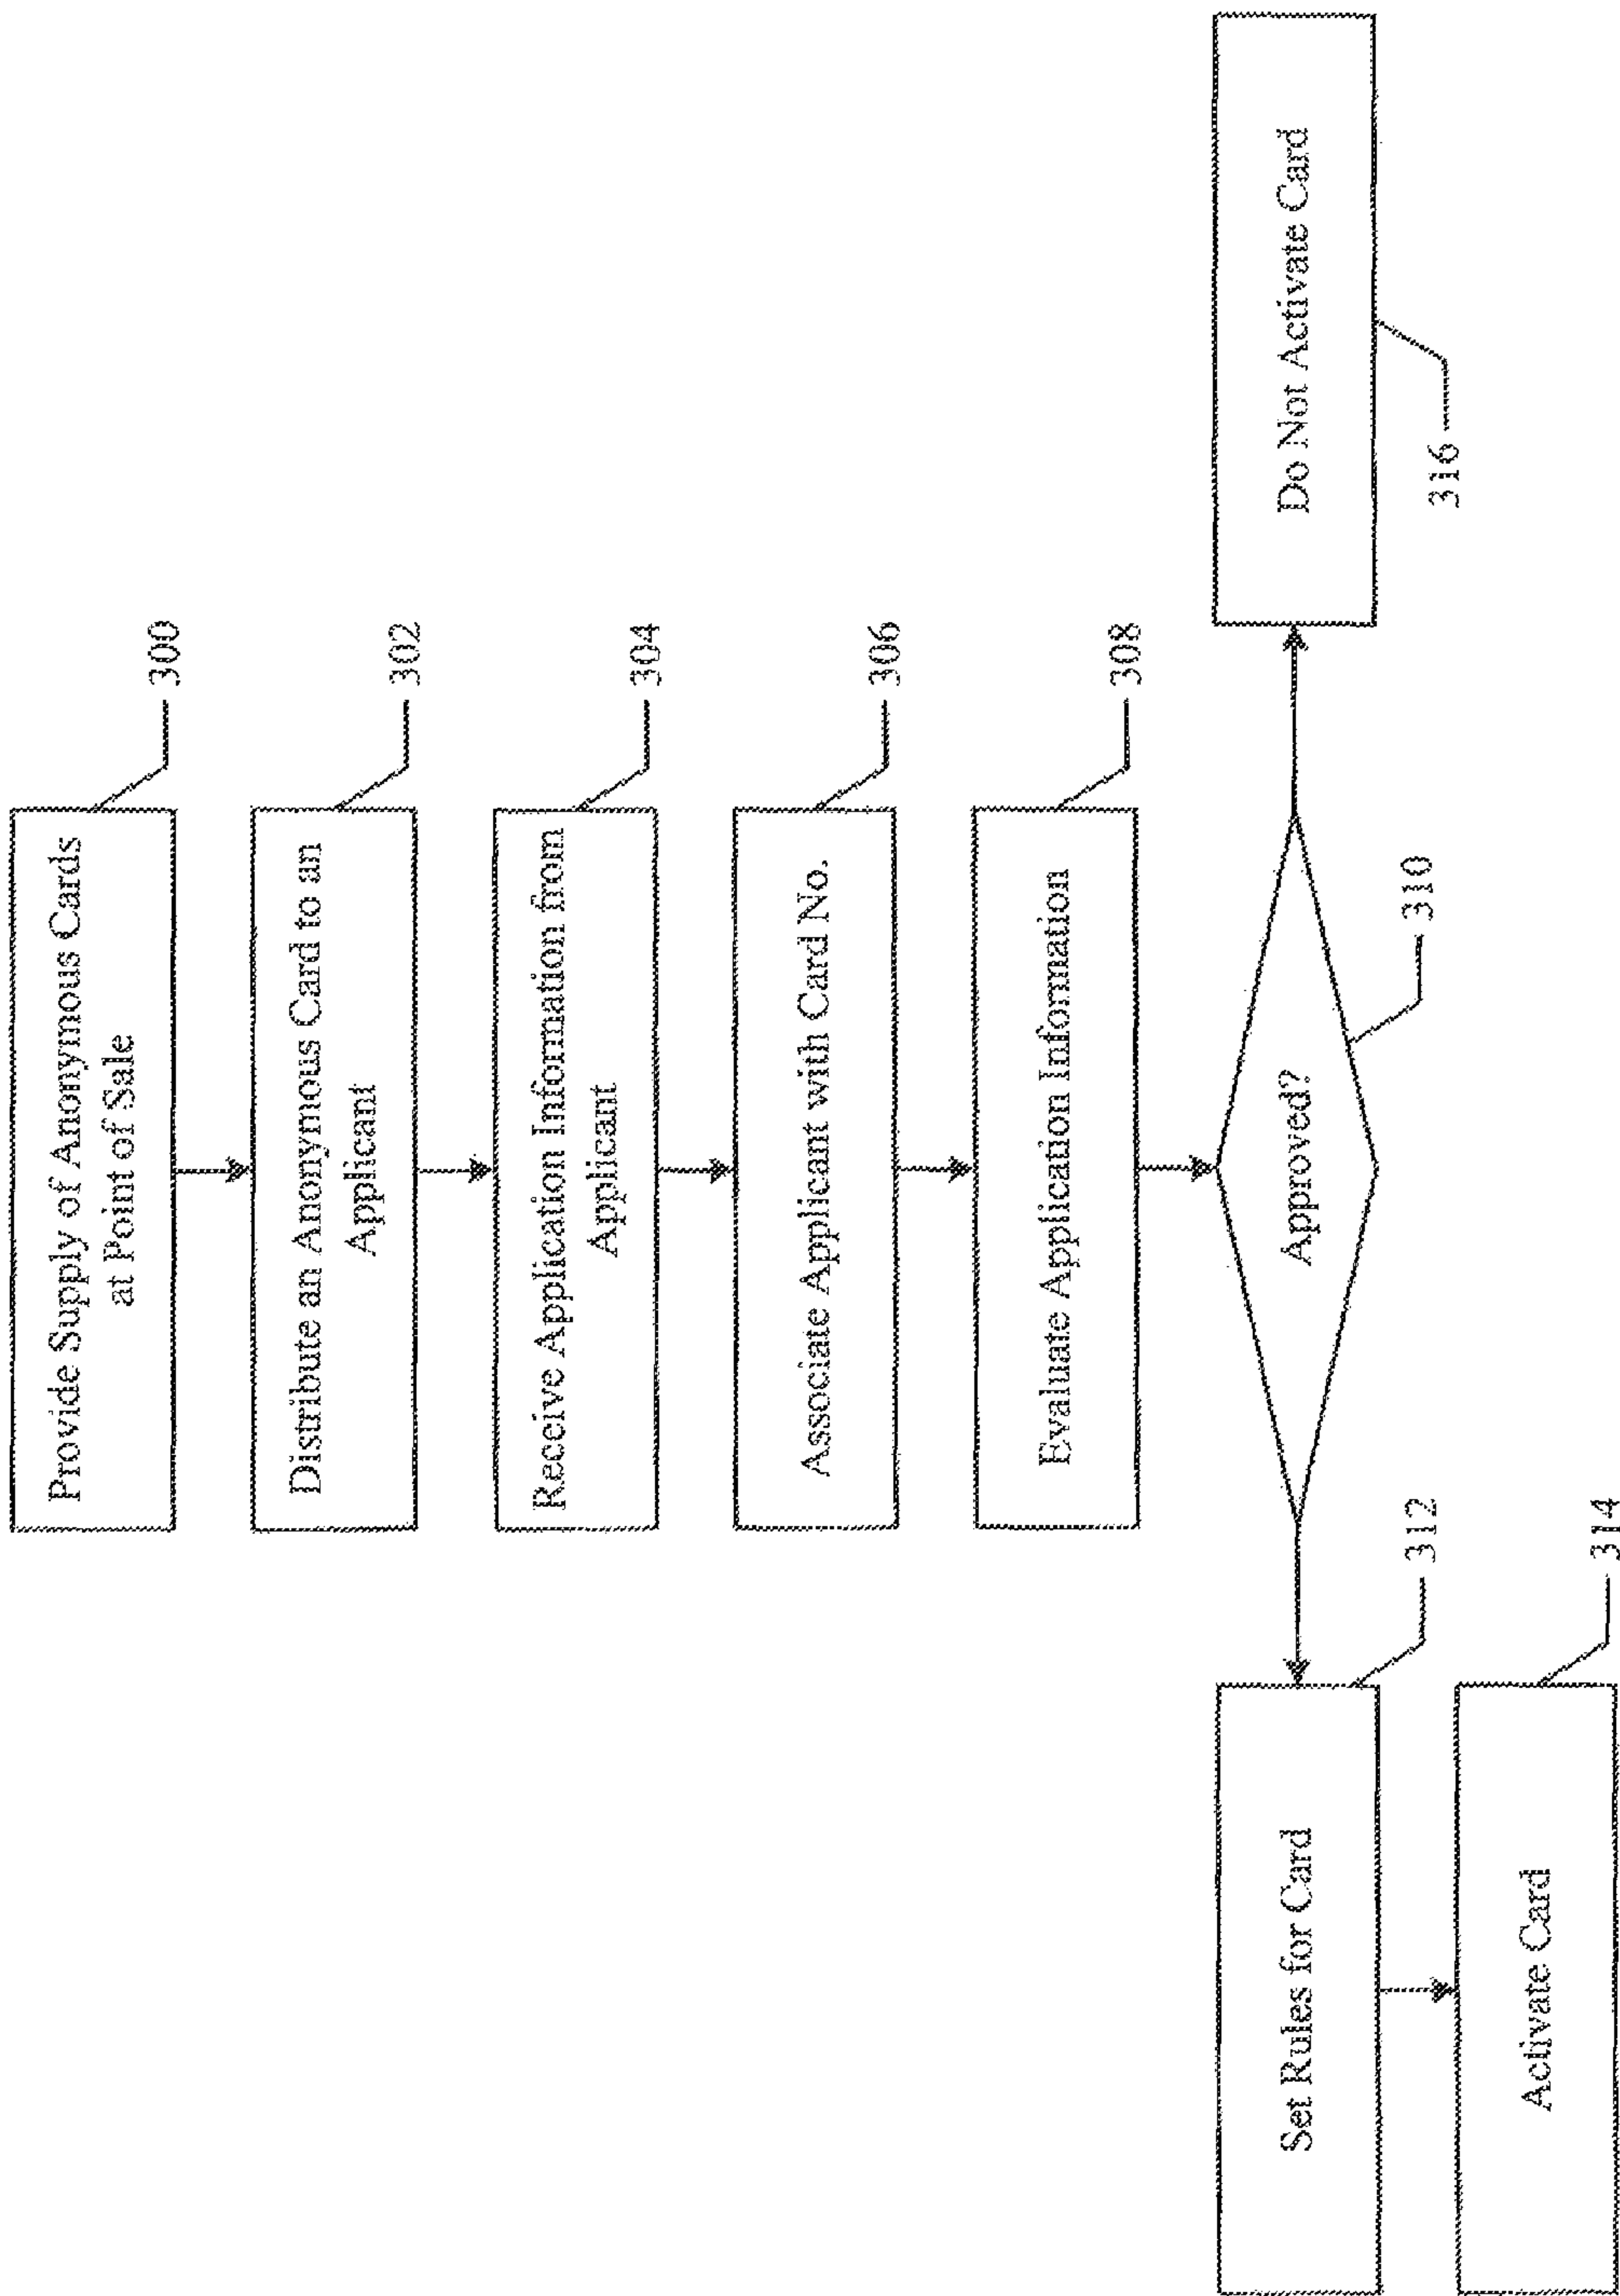 Provide Supply of Anonymous Cards
at Point of Sale
300
Distribute an Anonymous Card to an
Applicant
302
Receive Application Information from
Applicant
304
Associate Applicant with Card No.
306
Evaluate Application Information
308
Approved?
310
Set Rules for Card
312
Activate Card
314
Do Not Activate Card
316